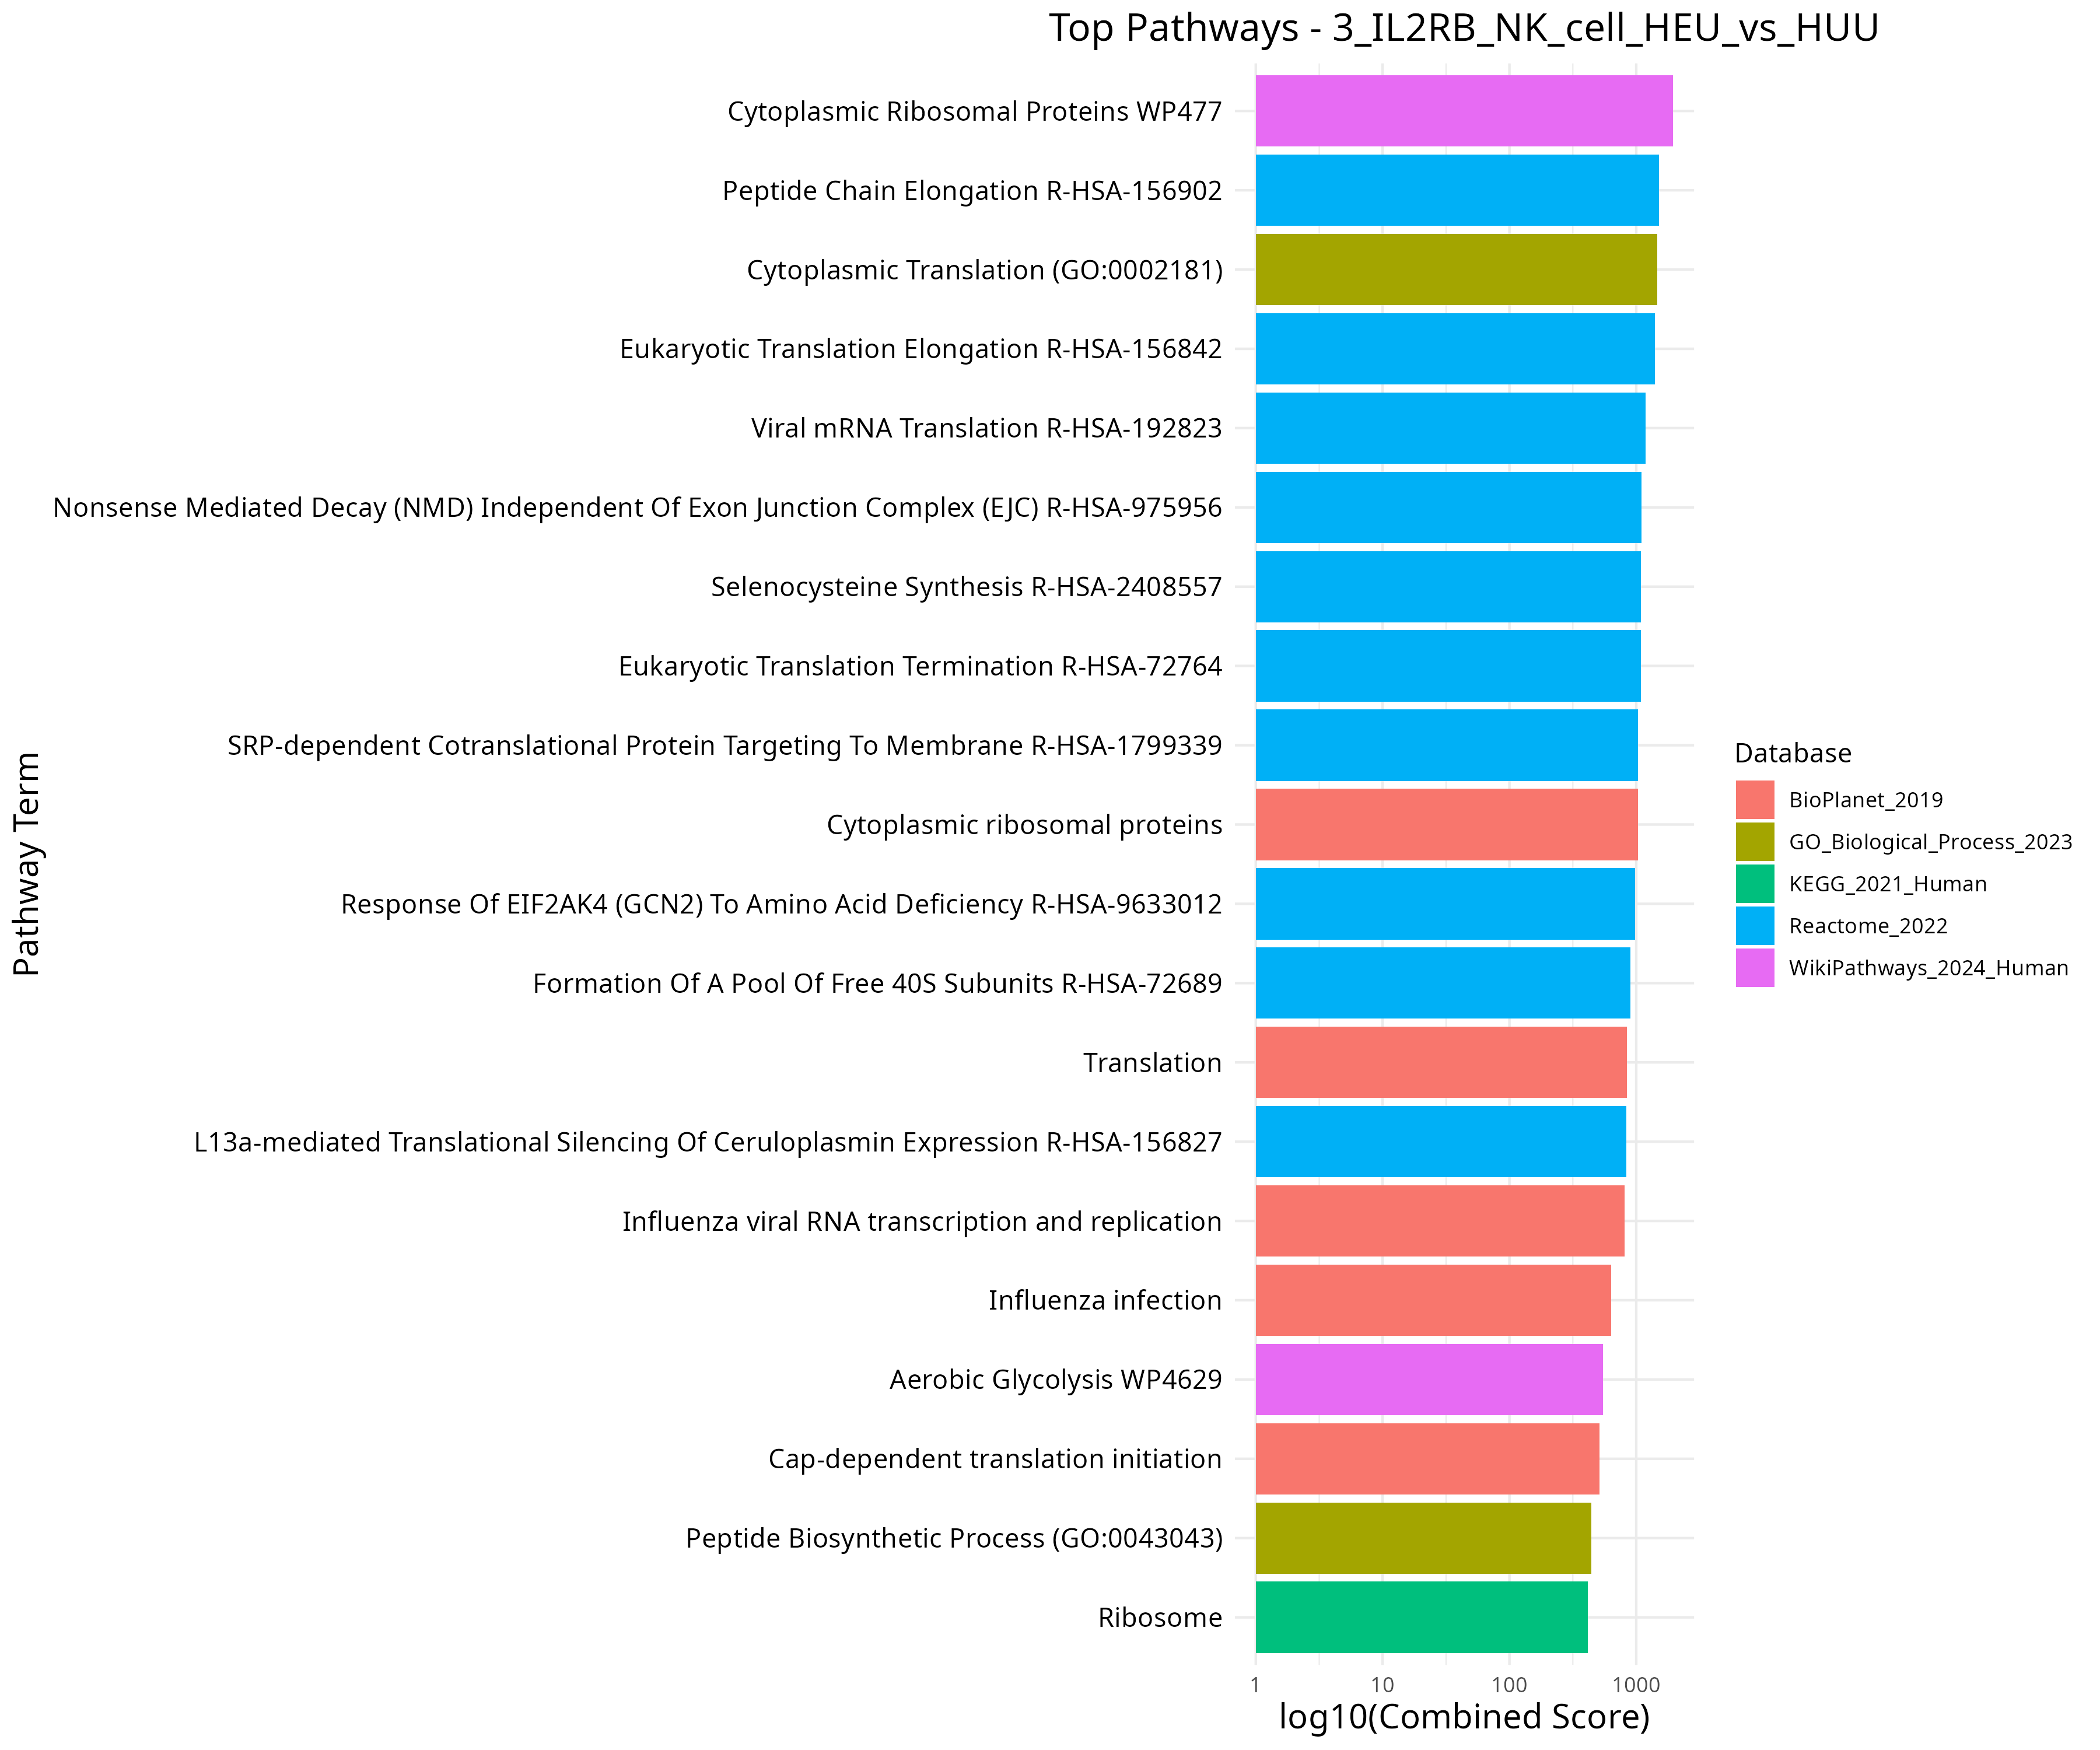 Top Pathways - 3_IL2RB_NK_cell_HEU_vs_HUU
Pathway Term
Cytoplasmic Ribosomal Proteins WP477
Peptide Chain Elongation R-HSA-156902
Cytoplasmic Translation (GO:0002181)
Eukaryotic Translation Elongation R-HSA-156842
Viral mRNA Translation R-HSA-192823
Nonsense Mediated Decay (NMD) Independent Of Exon Junction Complex (EJC) R-HSA-975956
Selenocysteine Synthesis R-HSA-2408557
Eukaryotic Translation Termination R-HSA-72764
SRP-dependent Cotranslational Protein Targeting To Membrane R-HSA-1799339
Cytoplasmic ribosomal proteins
Response Of EIF2AK4 (GCN2) To Amino Acid Deficiency R-HSA-9633012
Formation Of A Pool Of Free 40S Subunits R-HSA-72689
Translation
L13a-mediated Translational Silencing Of Ceruloplasmin Expression R-HSA-156827
Influenza viral RNA transcription and replication
Influenza infection
Aerobic Glycolysis WP4629
Cap-dependent translation initiation
Peptide Biosynthetic Process (GO:0043043)
Ribosome
1 10 100 1000
log10(Combined Score)
Database
BioPlanet_2019
GO_Biological_Process_2023
KEGG_2021_Human
Reactome_2022
WikiPathways_2024_Human